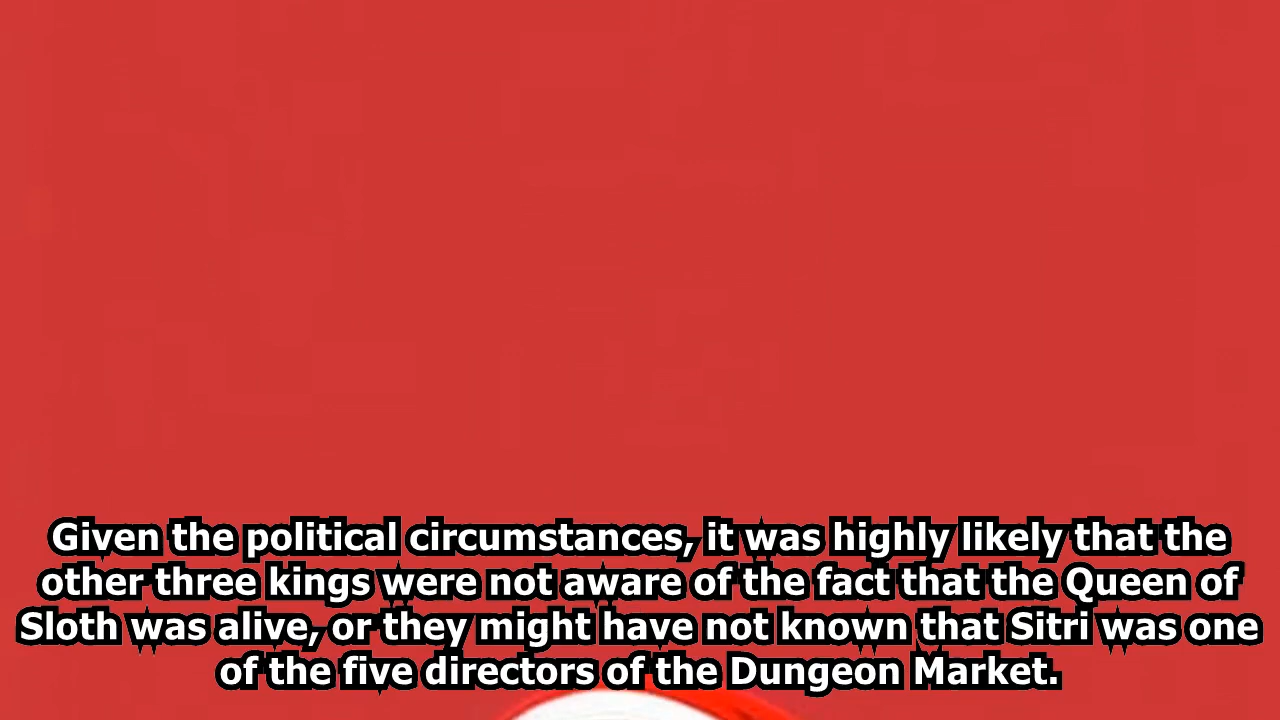 Given the political circumstances, it was highly likely that the
other three kings were not aware of the fact that the Queen of
Sloth was alive, or they might have not known that Sitri was one
of the five directors of the Dungeon Market.